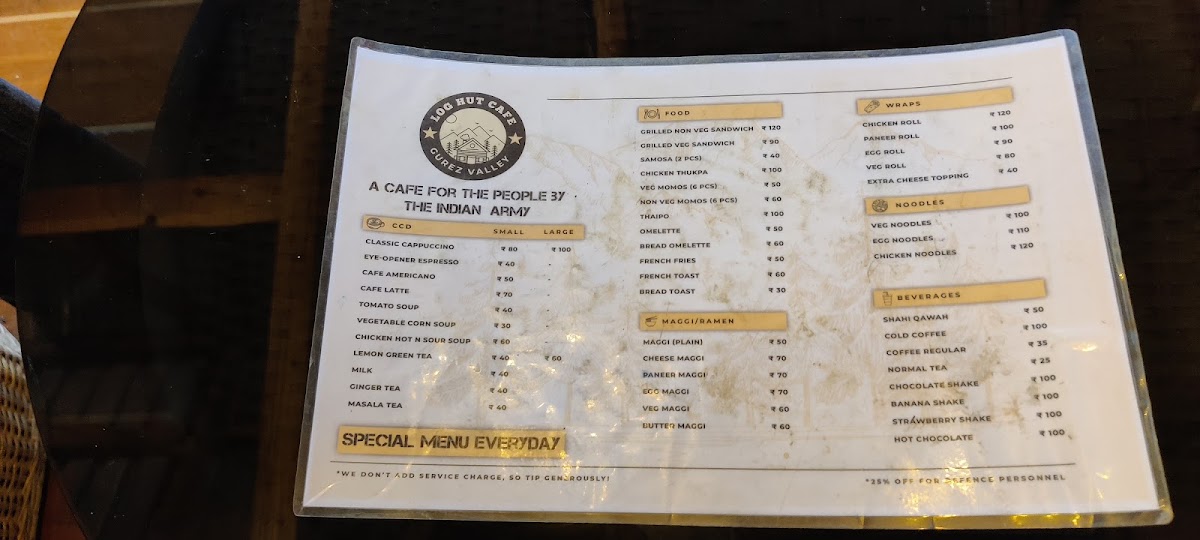 LOG HUT CAFE
GUREZ VALLEY
A CAFE FOR THE PEOPLE BY
THE INDIAN ARMY
CCD SMALL LARGE
CLASSIC CAPPUCCINO ₹ 80 ₹ 100
EYE-OPENER ESPRESSO ₹ 40 -
CAFE AMERICANO ₹ 50 -
CAFE LATTE ₹ 70 -
TOMATO SOUP ₹ 40 -
VEGETABLE CORN SOUP ₹ 30 -
CHICKEN HOT N SOUR SOUP ₹ 60 -
LEMON GREEN TEA ₹ 40 ₹ 60
MILK ₹ 40 -
GINGER TEA ₹ 40 -
MASALA TEA ₹ 40 -
SPECIAL MENU EVERYDAY
FOOD
GRILLED NON VEG SANDWICH ₹ 120
GRILLED VEG SANDWICH ₹ 90
SAMOSA (2 PCS) ₹ 40
CHICKEN THUKPA ₹ 100
VEG MOMOS (6 PCS) ₹ 50
NON VEG MOMOS (6 PCS) ₹ 60
THAIPO ₹ 100
OMELETTE ₹ 50
BREAD OMELETTE ₹ 60
FRENCH FRIES ₹ 50
FRENCH TOAST ₹ 60
BREAD TOAST ₹ 30
MAGGI/RAMEN
MAGGI (PLAIN) ₹ 50
CHEESE MAGGI ₹ 70
PANEER MAGGI ₹ 70
EGG MAGGI ₹ 70
VEG MAGGI ₹ 60
BUTTER MAGGI ₹ 60
WRAPS
CHICKEN ROLL ₹ 120
PANEER ROLL ₹ 100
EGG ROLL ₹ 90
VEG ROLL ₹ 80
EXTRA CHEESE TOPPING ₹ 40
NOODLES
VEG NOODLES ₹ 100
EGG NOODLES ₹ 110
CHICKEN NOODLES ₹ 120
BEVERAGES
SHAHI QAWAH ₹ 50
COLD COFFEE ₹ 100
COFFEE REGULAR ₹ 35
NORMAL TEA ₹ 25
CHOCOLATE SHAKE ₹ 100
BANANA SHAKE ₹ 100
STRAWBERRY SHAKE ₹ 100
HOT CHOCOLATE ₹ 100
*WE DON'T ADD SERVICE CHARGE, SO TIP GENEROUSLY!
*25% OFF FOR DEFENCE PERSONNEL